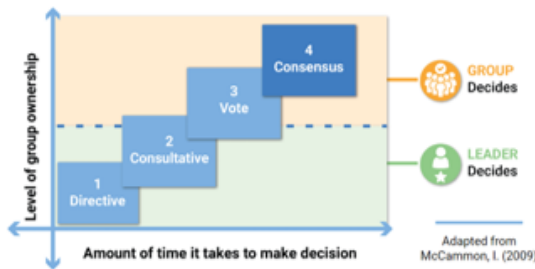 Level of group ownership
4
Consensus
3
Vote
2
Consultative
1
Directive
GROUP
Decides
LEADER
Decides
Amount of time it takes to make decision
Adapted from
McCammon, I. (2009)